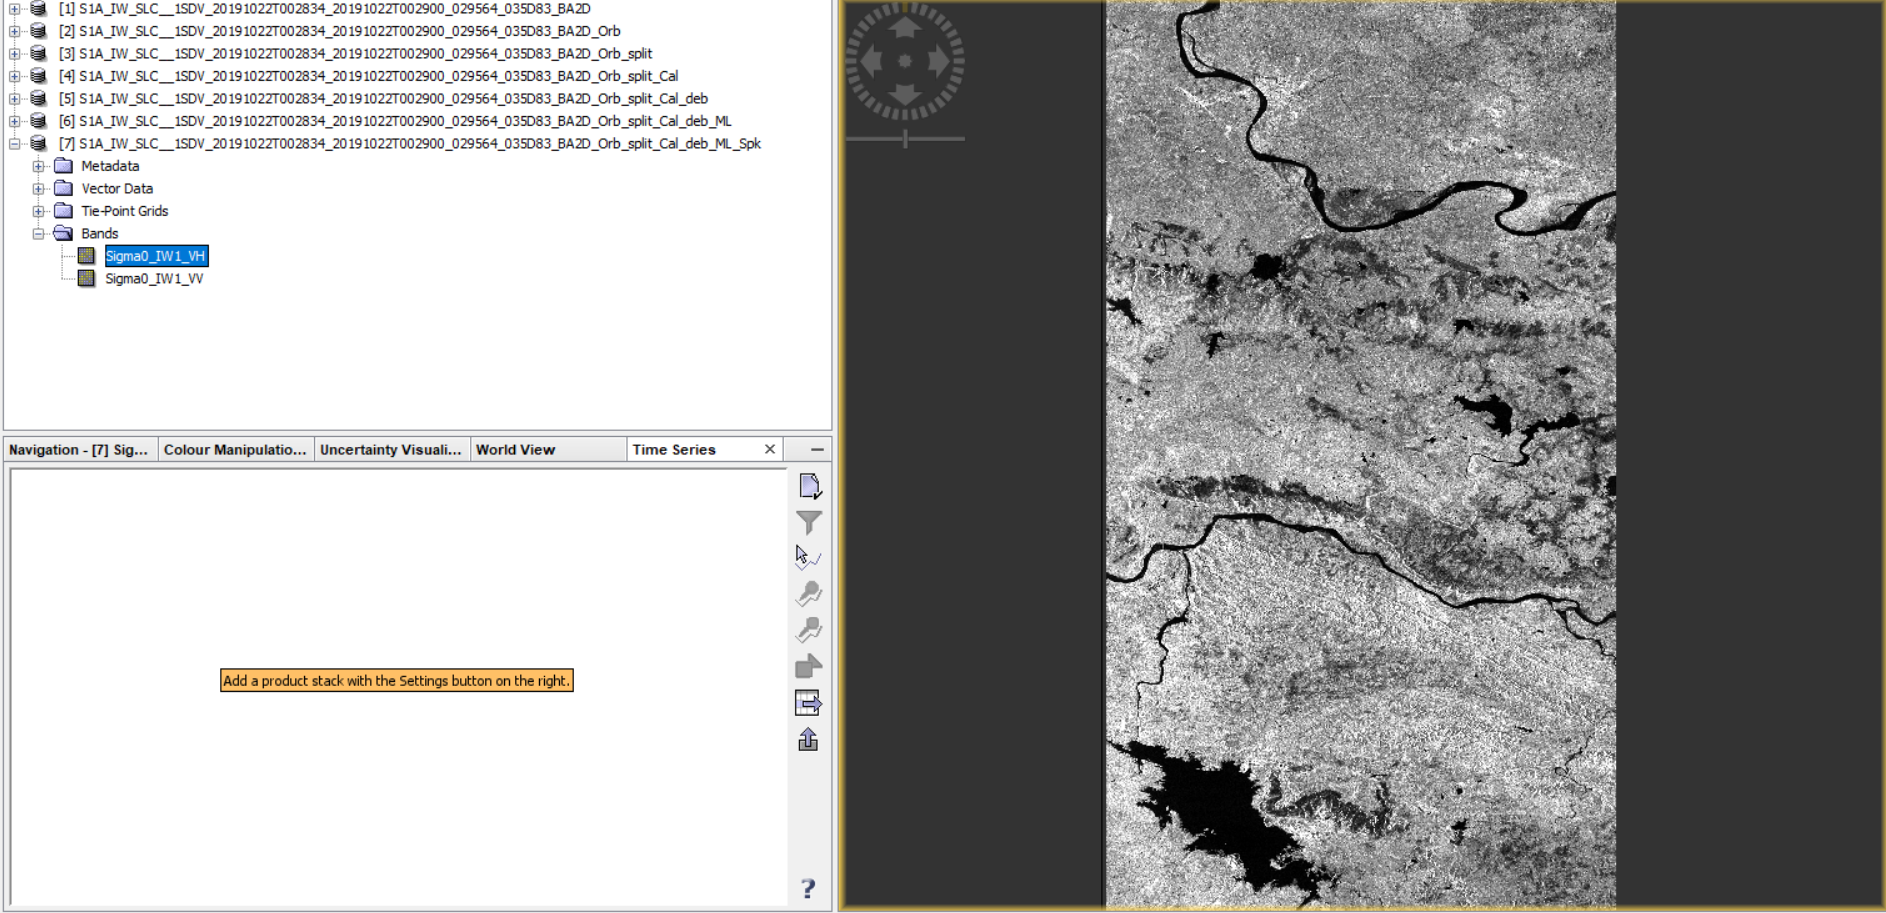 [1] S1A_IW_SLC__1SDV_20191022T002834_20191022T002900_029564_035D83_BA2D
[2] S1A_IW_SLC__1SDV_20191022T002834_20191022T002900_029564_035D83_BA2D_Orb
[3] S1A_IW_SLC__1SDV_20191022T002834_20191022T002900_029564_035D83_BA2D_Orb_split
[4] S1A_IW_SLC__1SDV_20191022T002834_20191022T002900_029564_035D83_BA2D_Orb_split_Cal
[5] S1A_IW_SLC__1SDV_20191022T002834_20191022T002900_029564_035D83_BA2D_Orb_split_Cal_deb
[6] S1A_IW_SLC__1SDV_20191022T002834_20191022T002900_029564_035D83_BA2D_Orb_split_Cal_deb_ML
[7] S1A_IW_SLC__1SDV_20191022T002834_20191022T002900_029564_035D83_BA2D_Orb_split_Cal_deb_ML_Spk
Metadata
Vector Data
Tie-Point Grids
Bands
Sigma0_IW1_VH
Sigma0_IW1_VV
Navigation - [7] Sig... Colour Manipulatio... Uncertainty Visuali... World View Time Series
Add a product stack with the Settings button on the right.